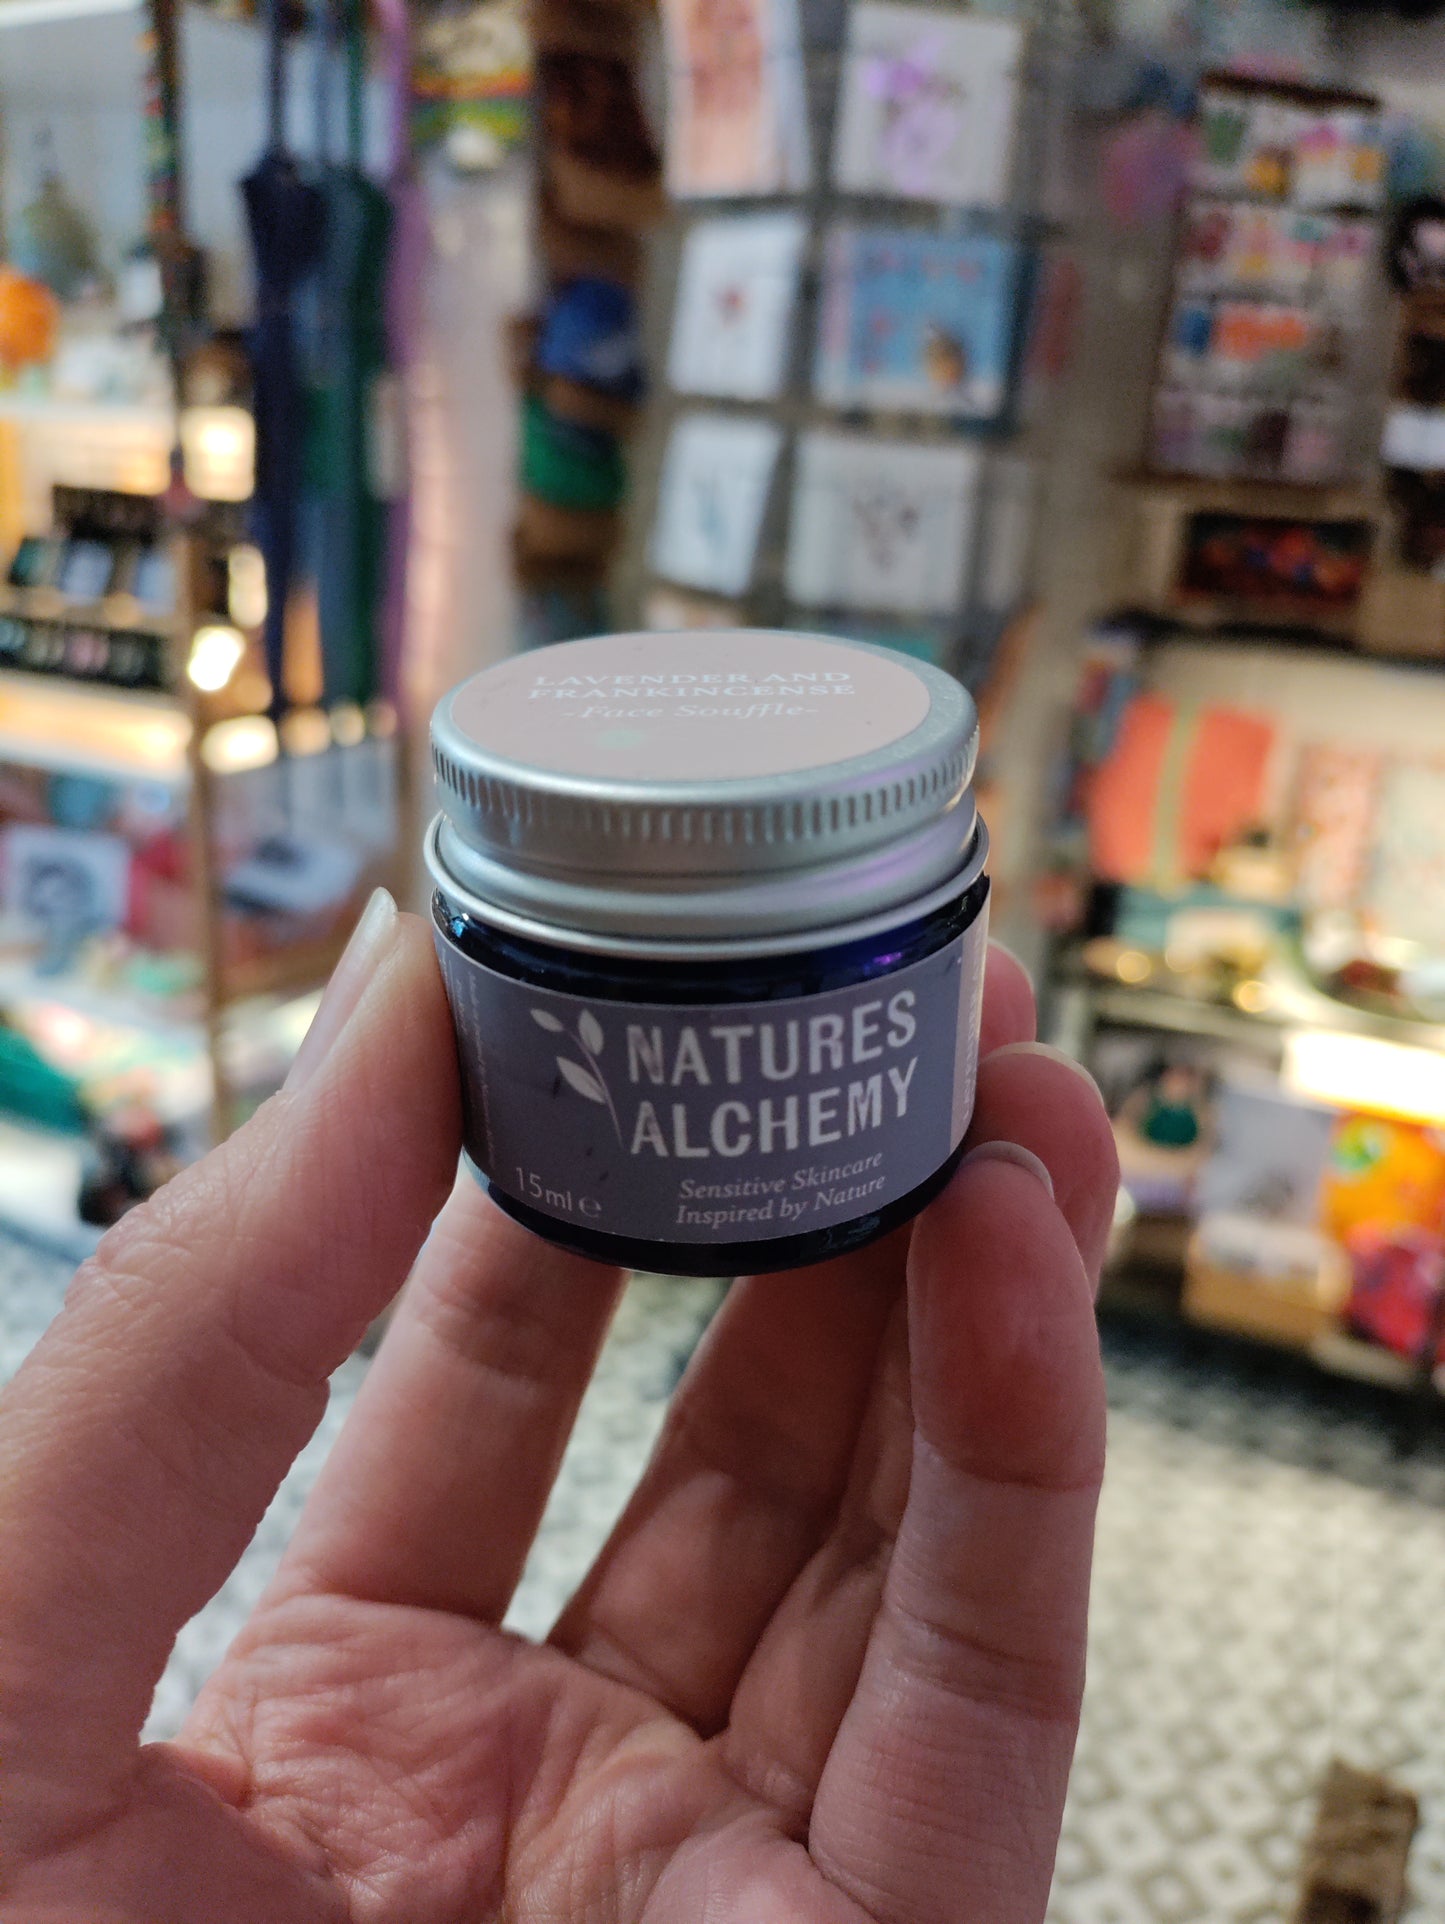 LAVENDER AND
FRANKINCENSE
-Face Souffle-
NATURES
ALCHEMY
Sensitive Skincare
Inspired by Nature
15ml ℮